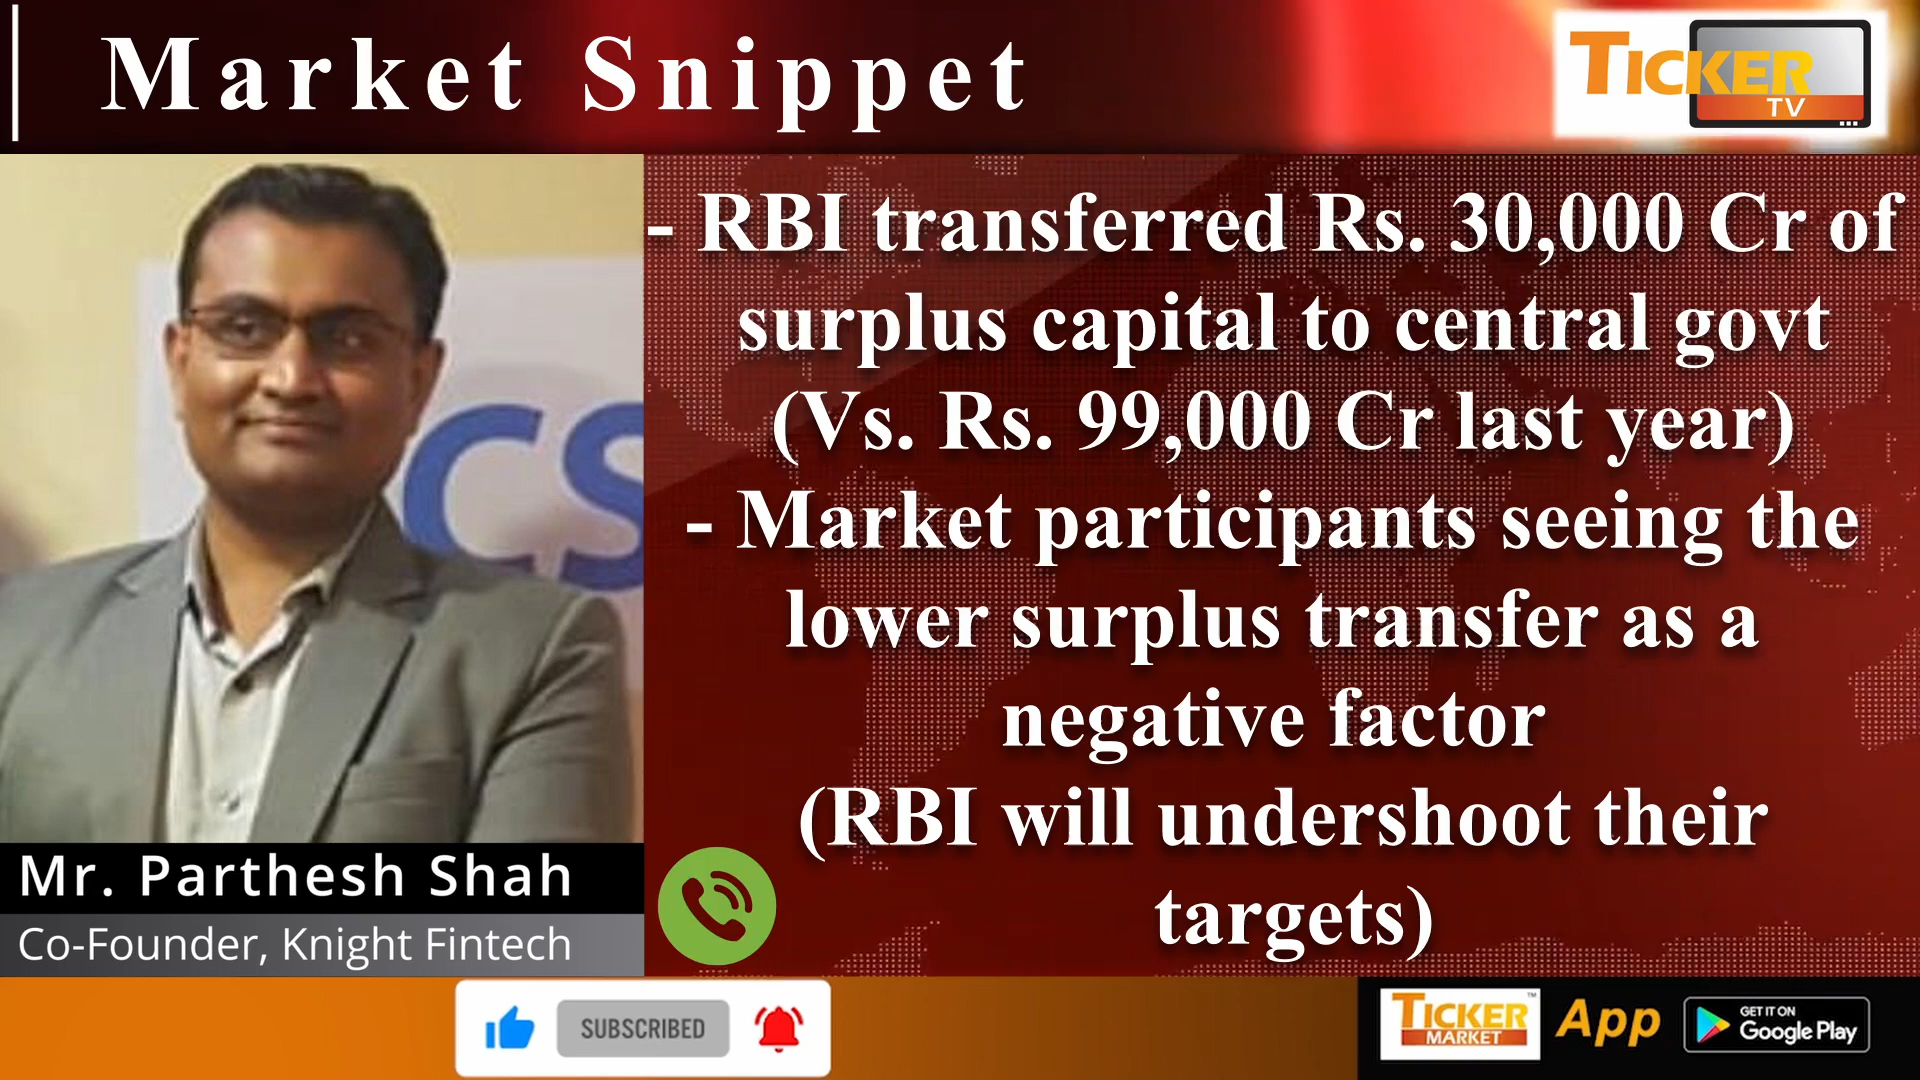 Market Snippet
TICKER
TV
- RBI transferred Rs. 30,000 Cr of
surplus capital to central govt
(Vs. Rs. 99,000 Cr last year)
- Market participants seeing the
lower surplus transfer as a
negative factor
(RBI will undershoot their
targets)
CS
Mr. Parthesh Shah
Co-Founder, Knight Fintech
SUBSCRIBED
TICKER™
MARKET
App
GET IT ON
Google Play